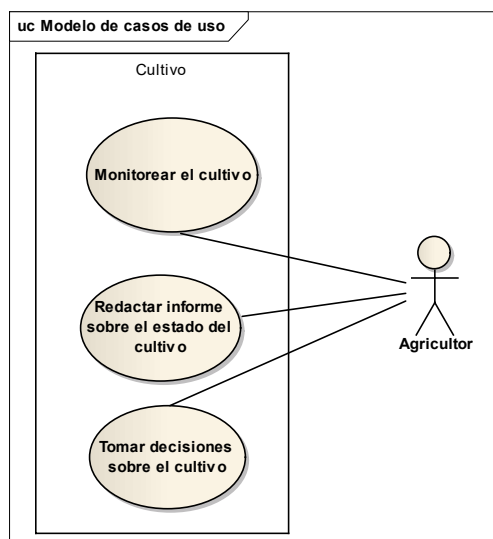 uc Modelo de casos de uso
Cultivo
Monitorear el cultivo
Redactar informe
sobre el estado del
cultivo
Agricultor
Tomar decisiones
sobre el cultivo